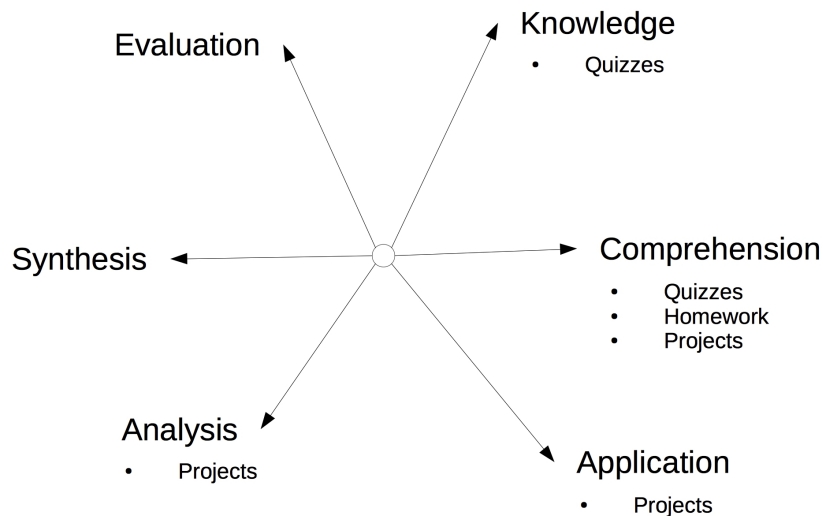 Evaluation
Knowledge
• Quizzes
Synthesis
Comprehension
• Quizzes
• Homework
• Projects
Analysis
• Projects
Application
• Projects